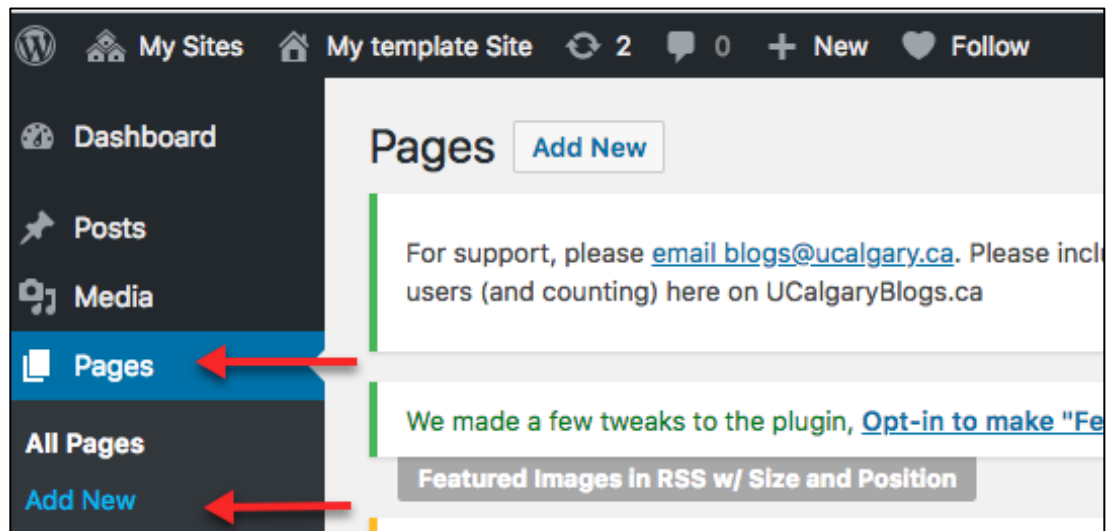 My Sites My template Site 2 0 + New Follow
Dashboard
Posts
Media
Pages
All Pages
Add New
Pages Add New
For support, please email blogs@ucalgary.ca. Please
users (and counting) here on UCalgaryBlogs.ca
We made a few tweaks to the plugin, Opt-in to make "Fe
Featured Images in RSS w/ Size and Position